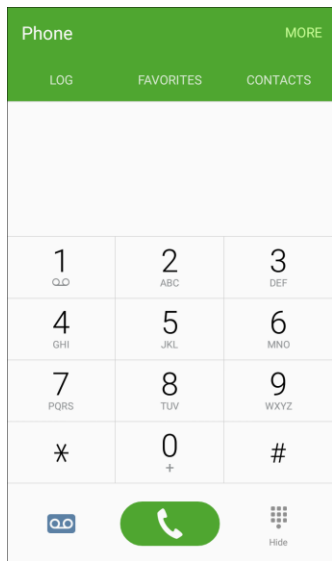 Phone MORE
LOG FAVORITES CONTACTS
1 2 3
ABC DEF
4 5 6
GHI JKL MNO
7 8 9
PQRS TUV WXYZ
* 0 #
+
Hide